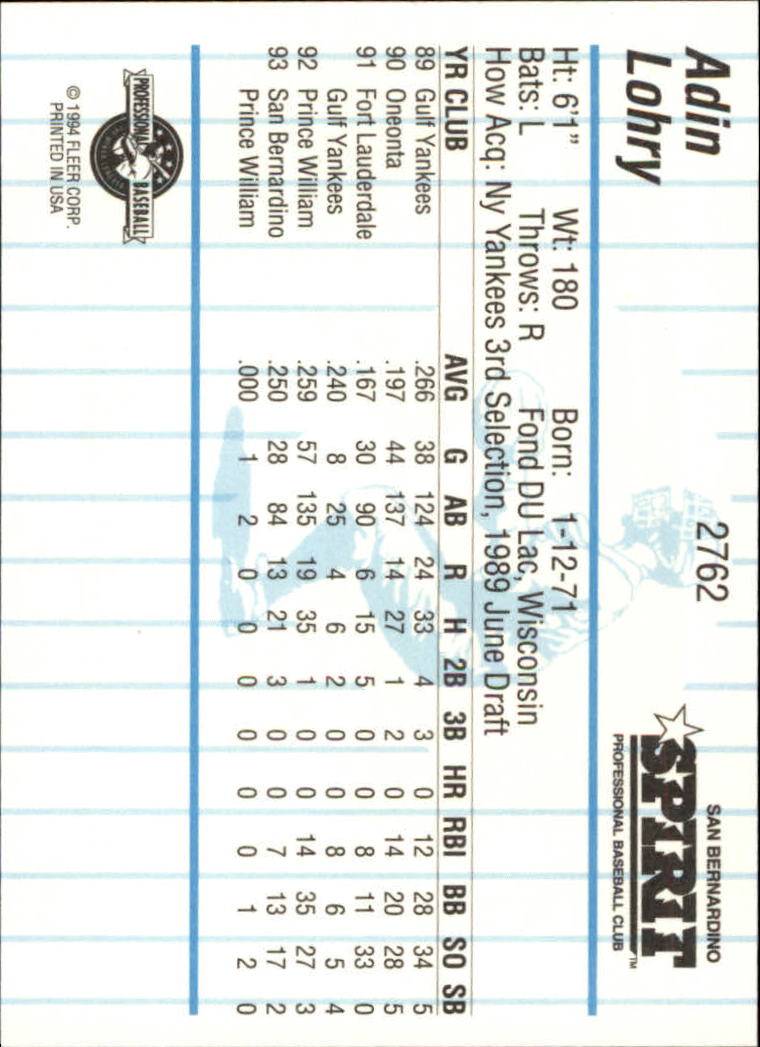 Adin
Lohry
2762
SAN BERNARDINO
SPIRIT™
PROFESSIONAL BASEBALL CLUB
Ht: 6'1" Wt: 180 Born: 1-12-71
Bats: L Throws: R Fond DU Lac, Wisconsin
How Acq: Ny Yankees 3rd Selection, 1989 June Draft
YR CLUB AVG G AB R H 2B 3B HR RBI BB SO SB
89 Gulf Yankees .266 38 124 24 33 4 3 0 12 28 34 5
90 Oneonta .197 44 137 14 27 1 2 0 14 20 28 5
91 Fort Lauderdale .167 30 90 6 15 5 0 0 8 11 33 0
Gulf Yankees .240 8 25 4 6 2 0 0 8 6 5 4
92 Prince William .259 57 135 19 35 1 0 0 14 35 27 3
93 San Bernardino .250 28 84 13 21 3 0 0 7 13 17 2
Prince William .000 1 2 0 0 0 0 0 0 1 2 0
PROFESSIONAL BASEBALL
© 1994 FLEER CORP.
PRINTED IN USA